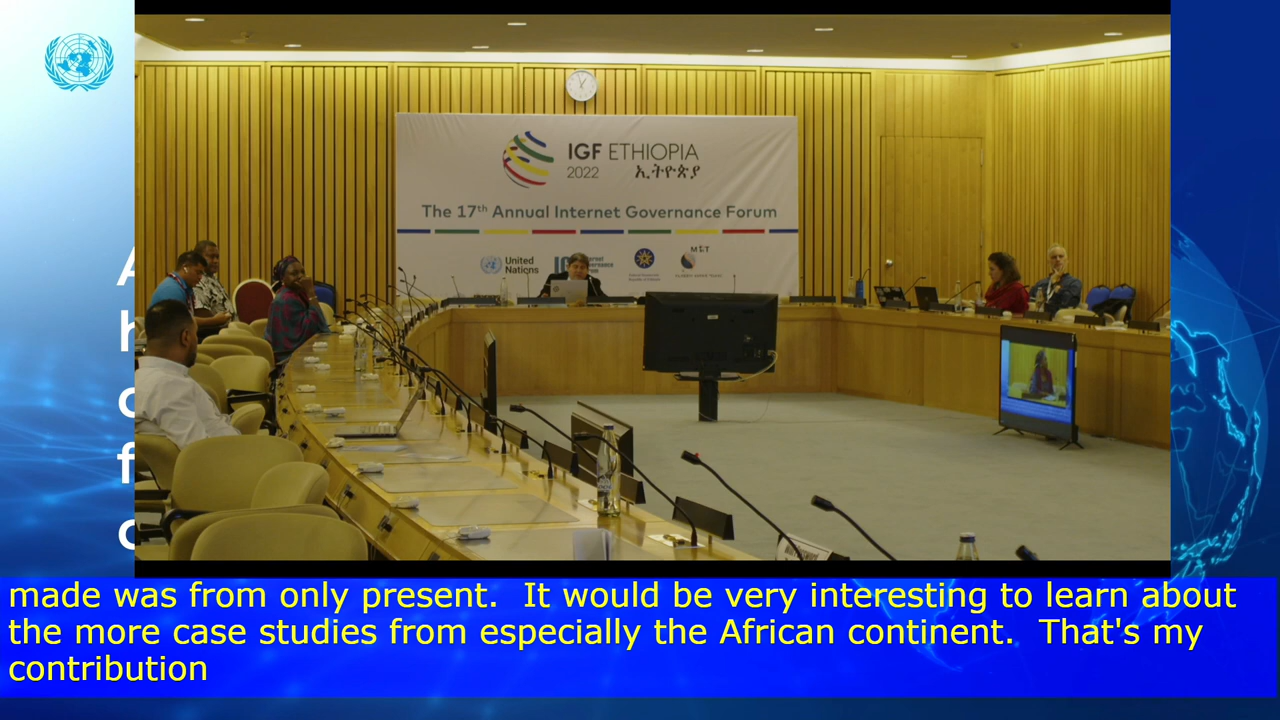 IGF ETHIOPIA
2022 ኢትዮጵያ
The 17th Annual Internet Governance Forum
United
Nations
made was from only present.  It would be very interesting to learn about
the more case studies from especially the African continent.  That's my
contribution